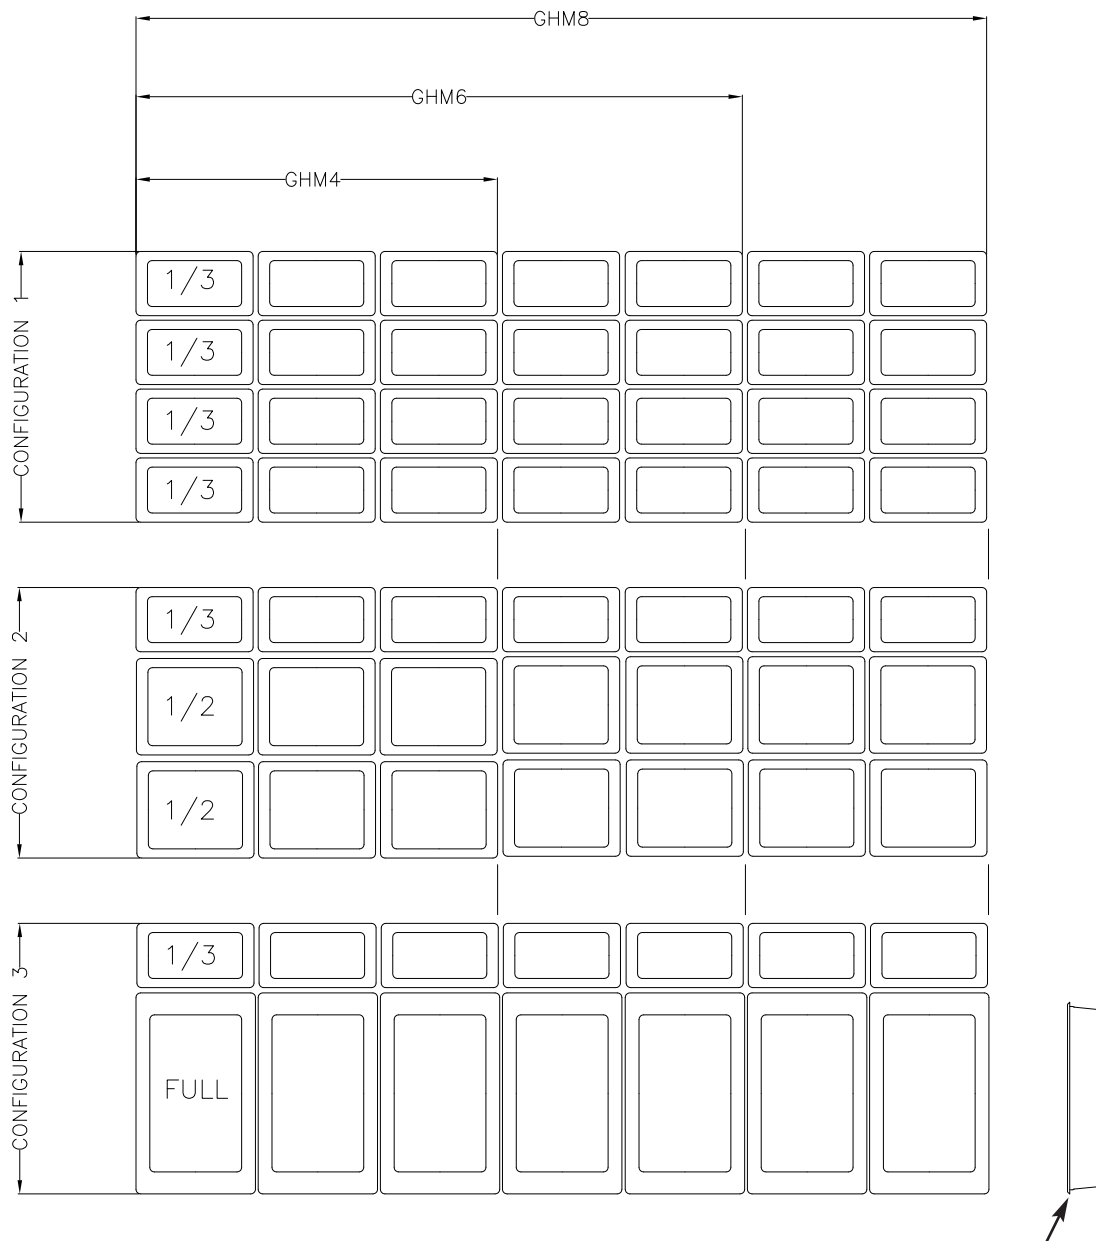 GHM8
GHM6
GHM4
CONFIGURATION 1
1/3
1/3
1/3
1/3
CONFIGURATION 2
1/3
1/2
1/2
CONFIGURATION 3
1/3
FULL